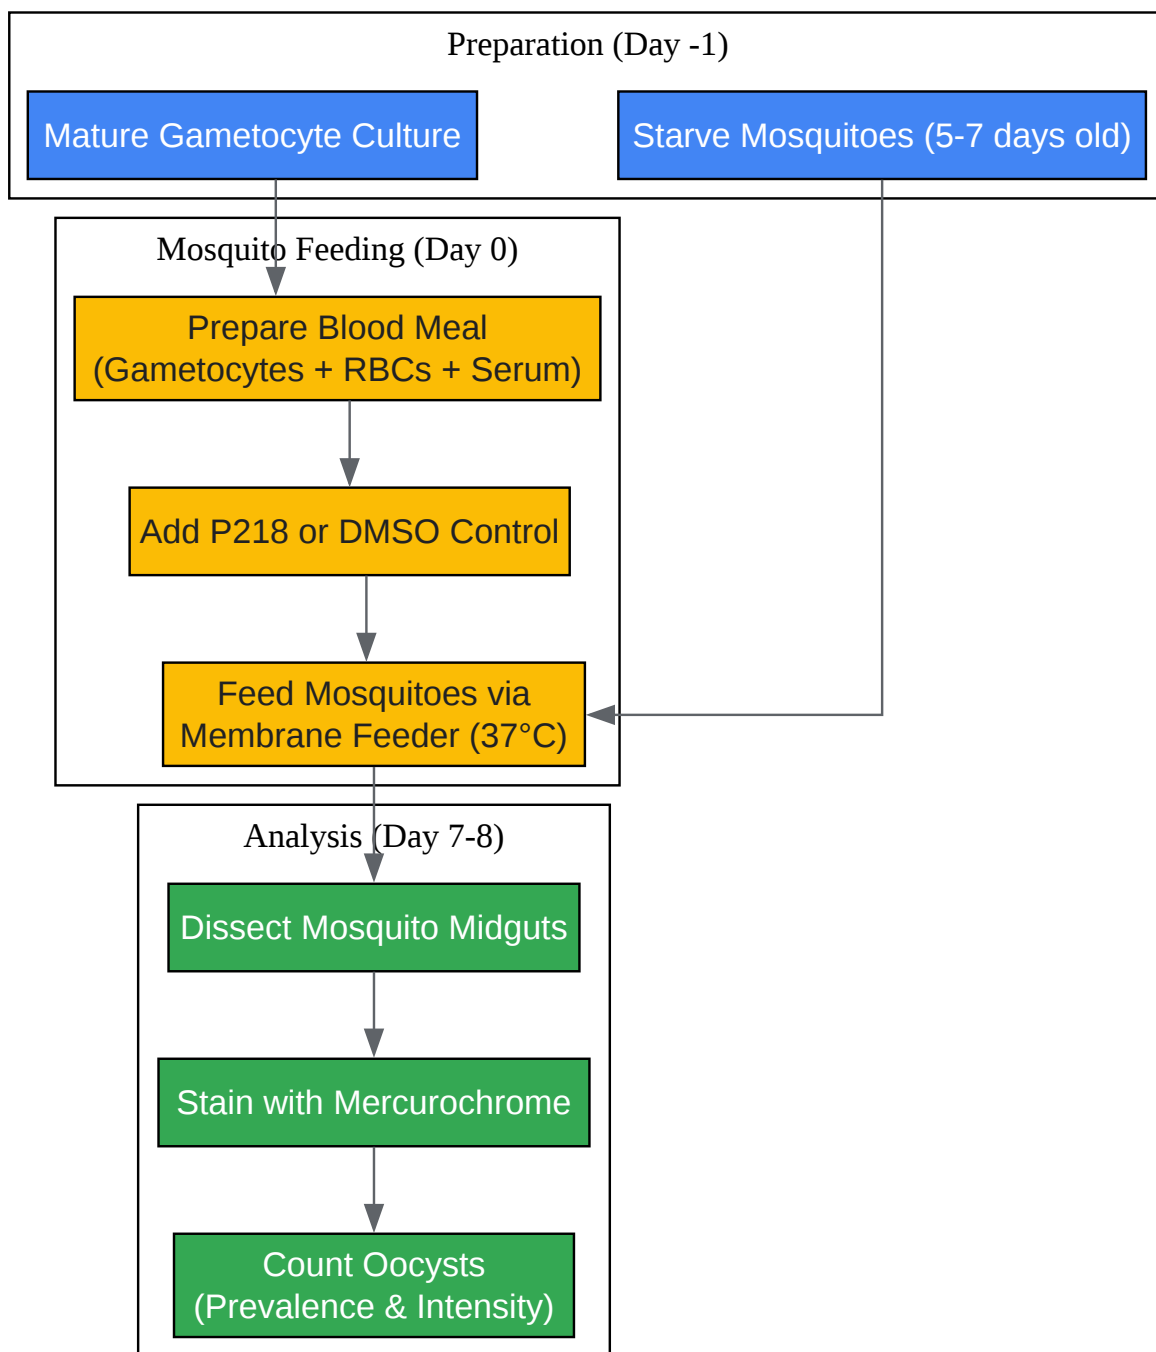 Preparation (Day -1)
Mature Gametocyte Culture
Starve Mosquitoes (5-7 days old)
Mosquito Feeding (Day 0)
Prepare Blood Meal
(Gametocytes + RBCs + Serum)
Add P218 or DMSO Control
Feed Mosquitoes via
Membrane Feeder (37°C)
Analysis (Day 7-8)
Dissect Mosquito Midguts
Stain with Mercurochrome
Count Oocysts
(Prevalence & Intensity)